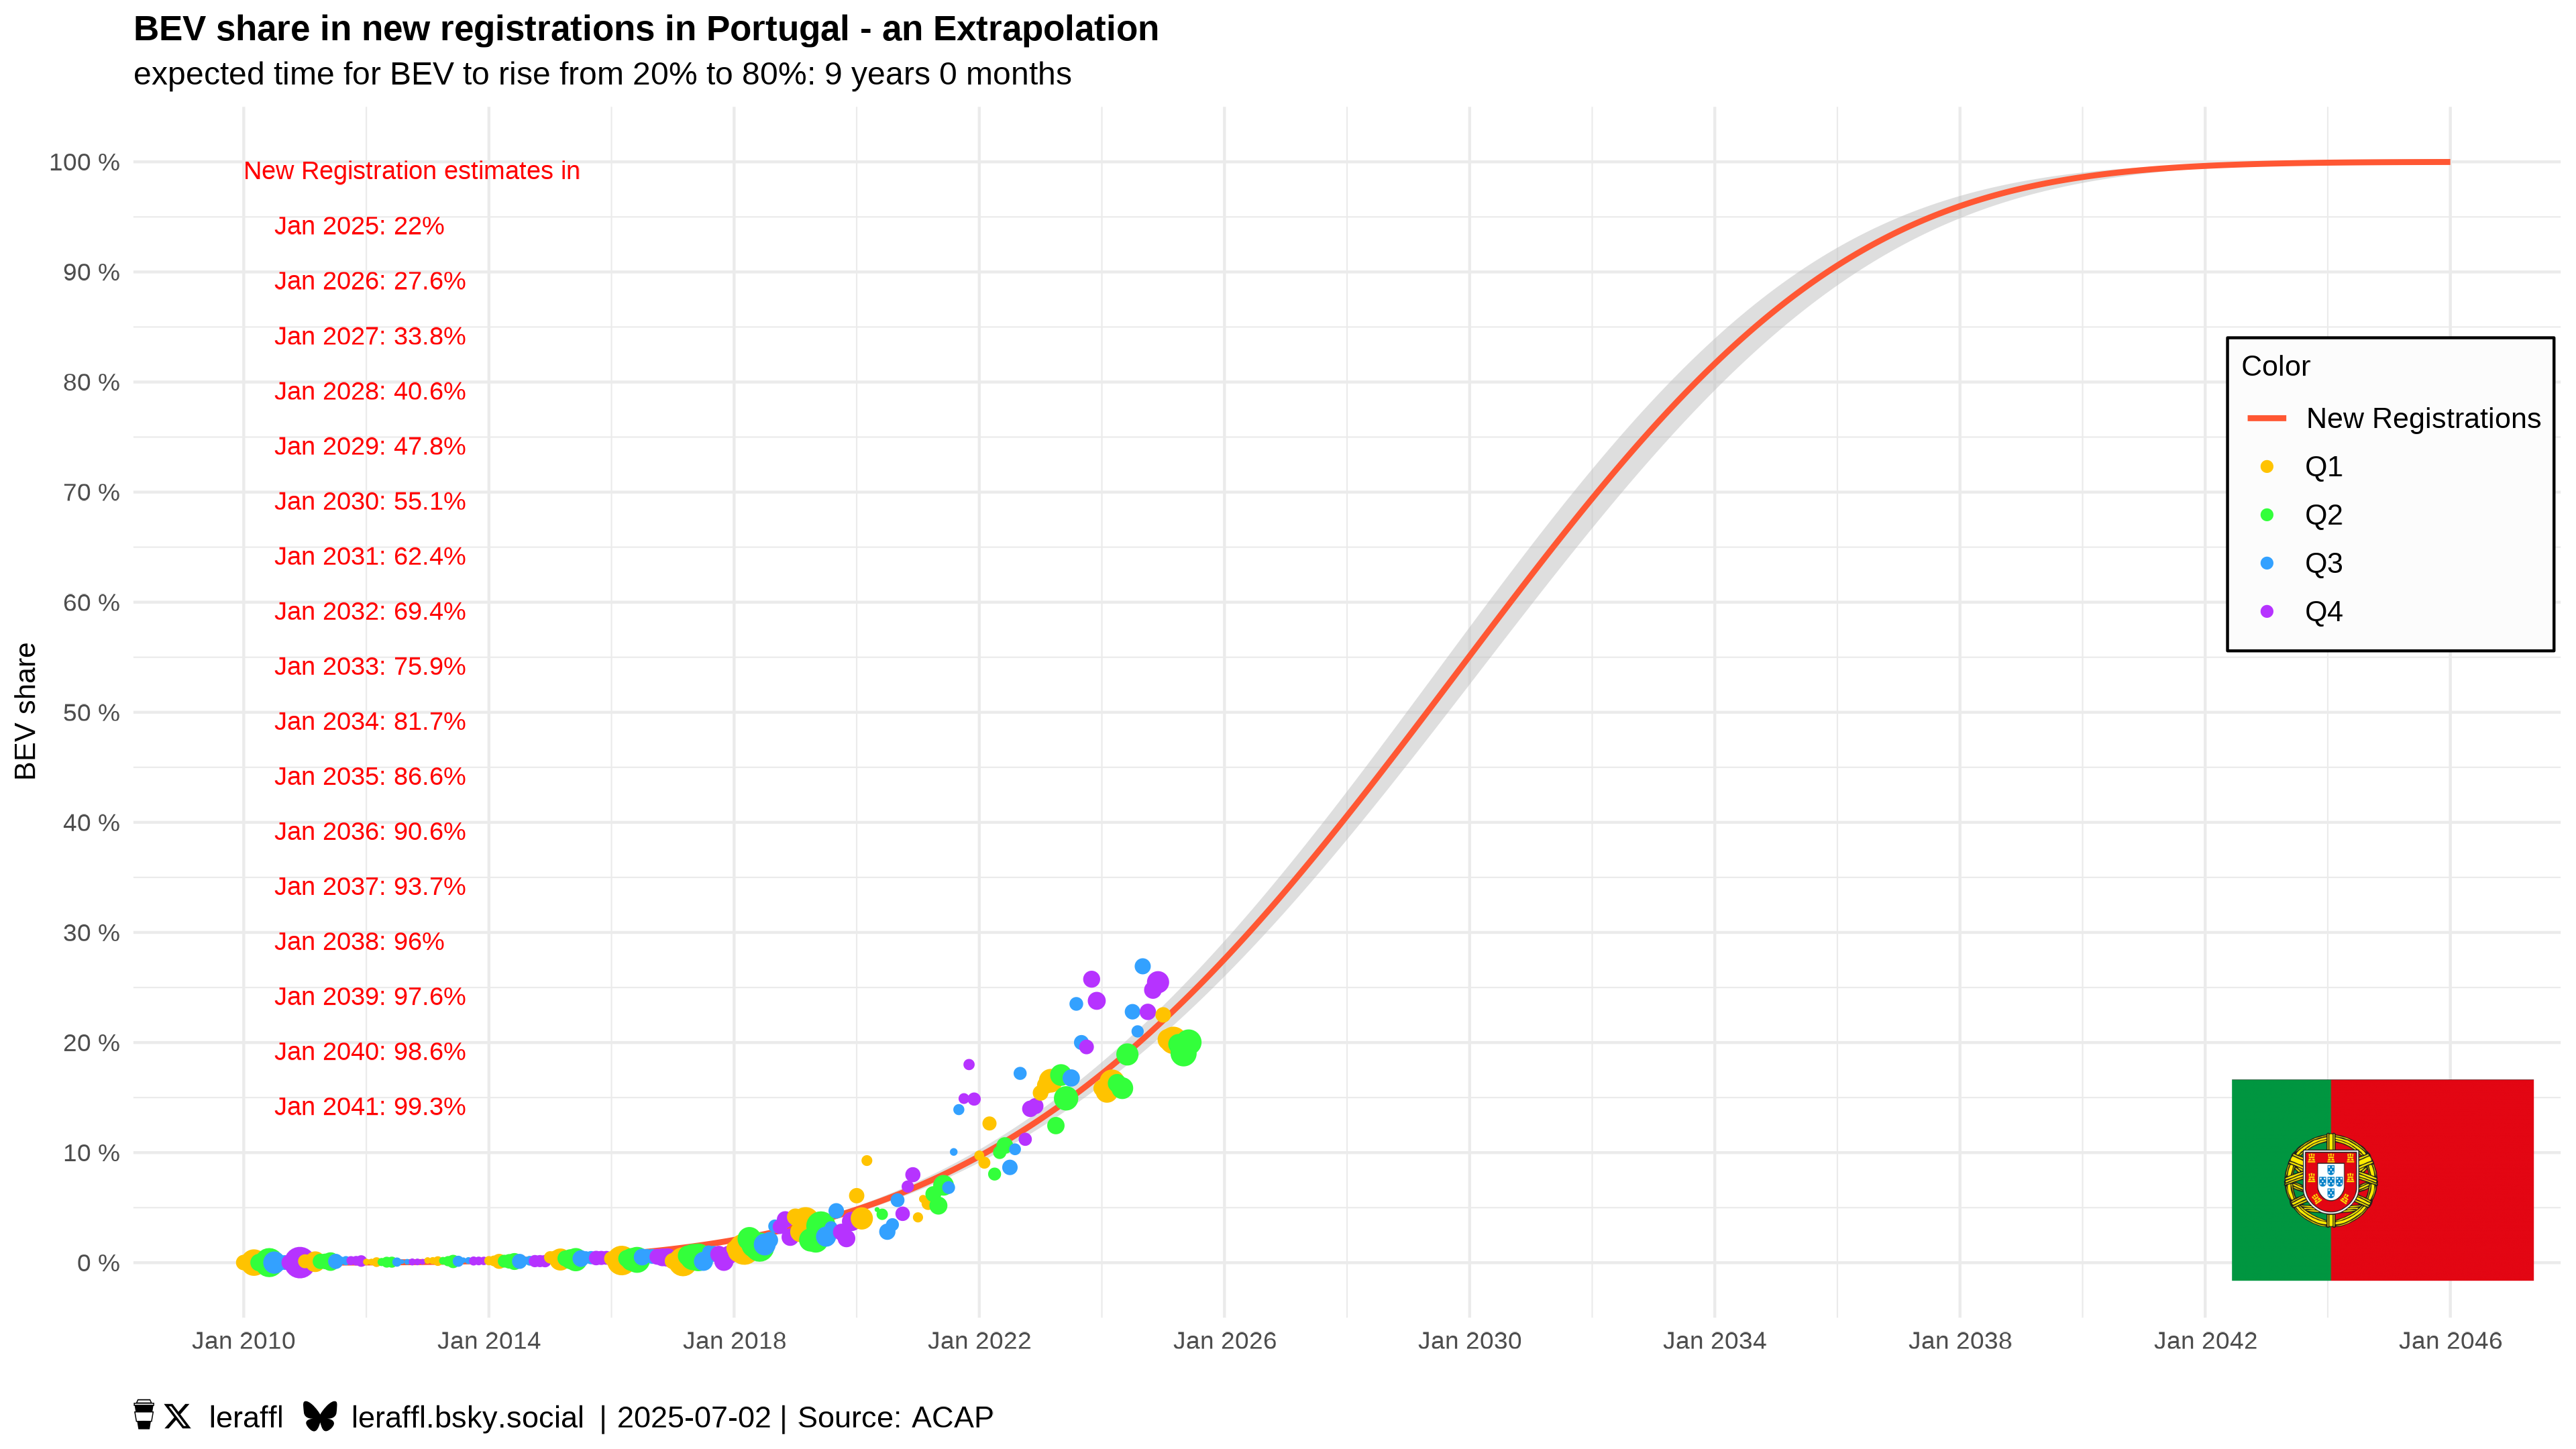 BEV share in new registrations in Portugal - an Extrapolation
expected time for BEV to rise from 20% to 80%: 9 years 0 months
BEV share
100 %
90 %
80 %
70 %
60 %
50 %
40 %
30 %
20 %
10 %
0 %
New Registration estimates in
Jan 2025: 22%
Jan 2026: 27.6%
Jan 2027: 33.8%
Jan 2028: 40.6%
Jan 2029: 47.8%
Jan 2030: 55.1%
Jan 2031: 62.4%
Jan 2032: 69.4%
Jan 2033: 75.9%
Jan 2034: 81.7%
Jan 2035: 86.6%
Jan 2036: 90.6%
Jan 2037: 93.7%
Jan 2038: 96%
Jan 2039: 97.6%
Jan 2040: 98.6%
Jan 2041: 99.3%
Color
New Registrations
Q1
Q2
Q3
Q4
Jan 2010 Jan 2014 Jan 2018 Jan 2022 Jan 2026 Jan 2030 Jan 2034 Jan 2038 Jan 2042 Jan 2046
leraffl leraffl.bsky.social | 2025-07-02 | Source: ACAP